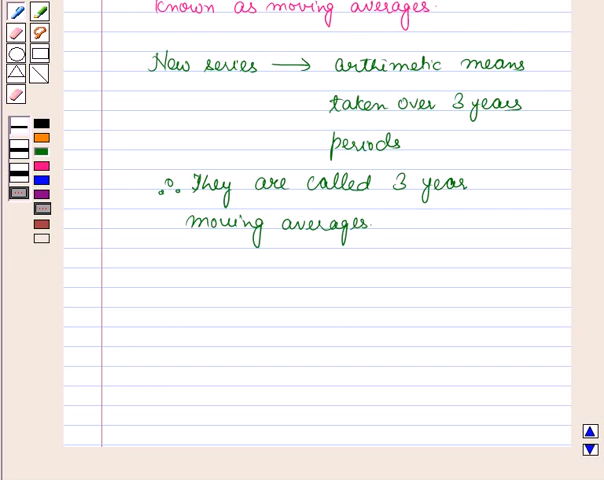 known as moving averages.
New series → arthimetic means
taken over 3 years
periods
∴ They are called 3 year
moving averages.